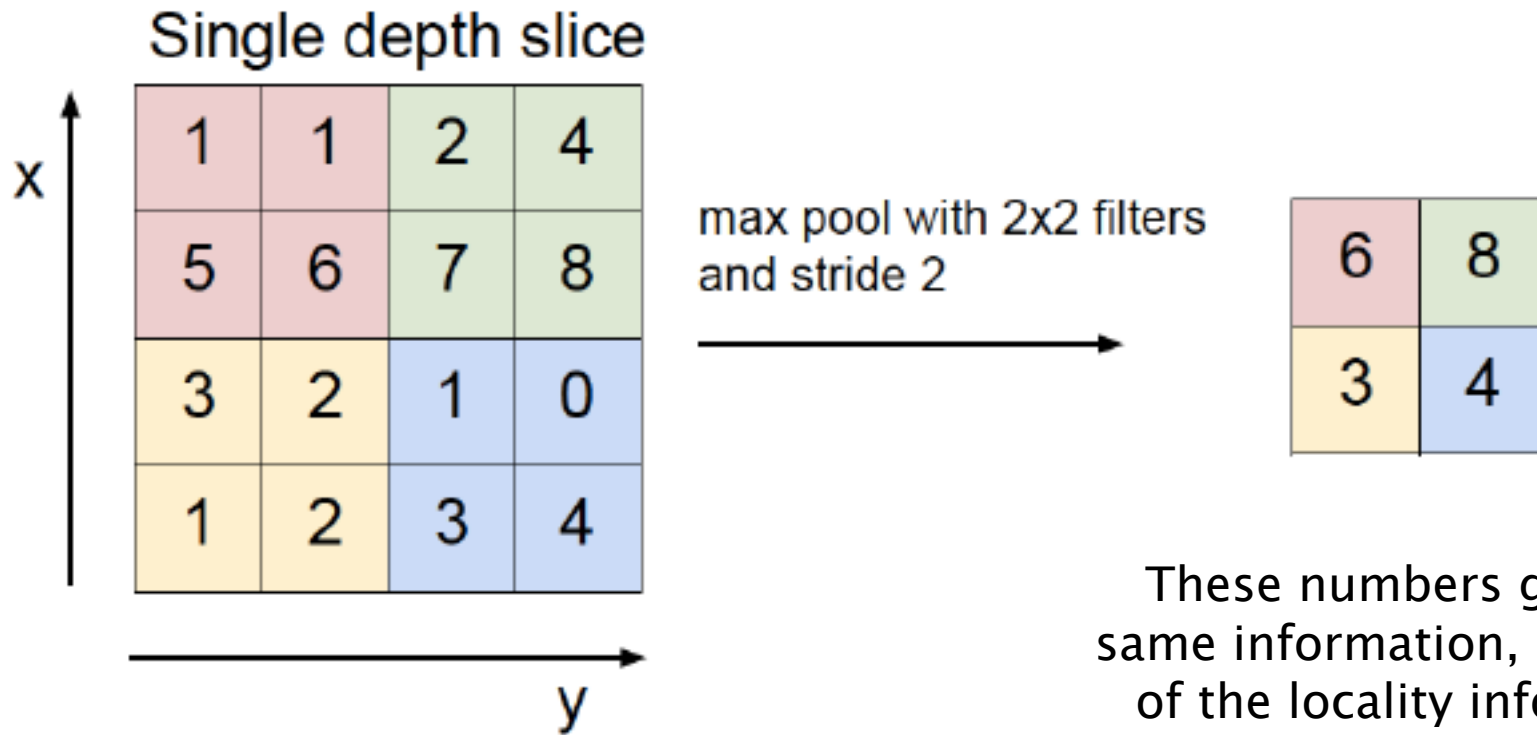 Single depth slice
x
1 1 2 4
5 6 7 8
3 2 1 0
1 2 3 4
y
max pool with 2x2 filters
and stride 2
6 8
3 4
These numbers
same information,
of the locality